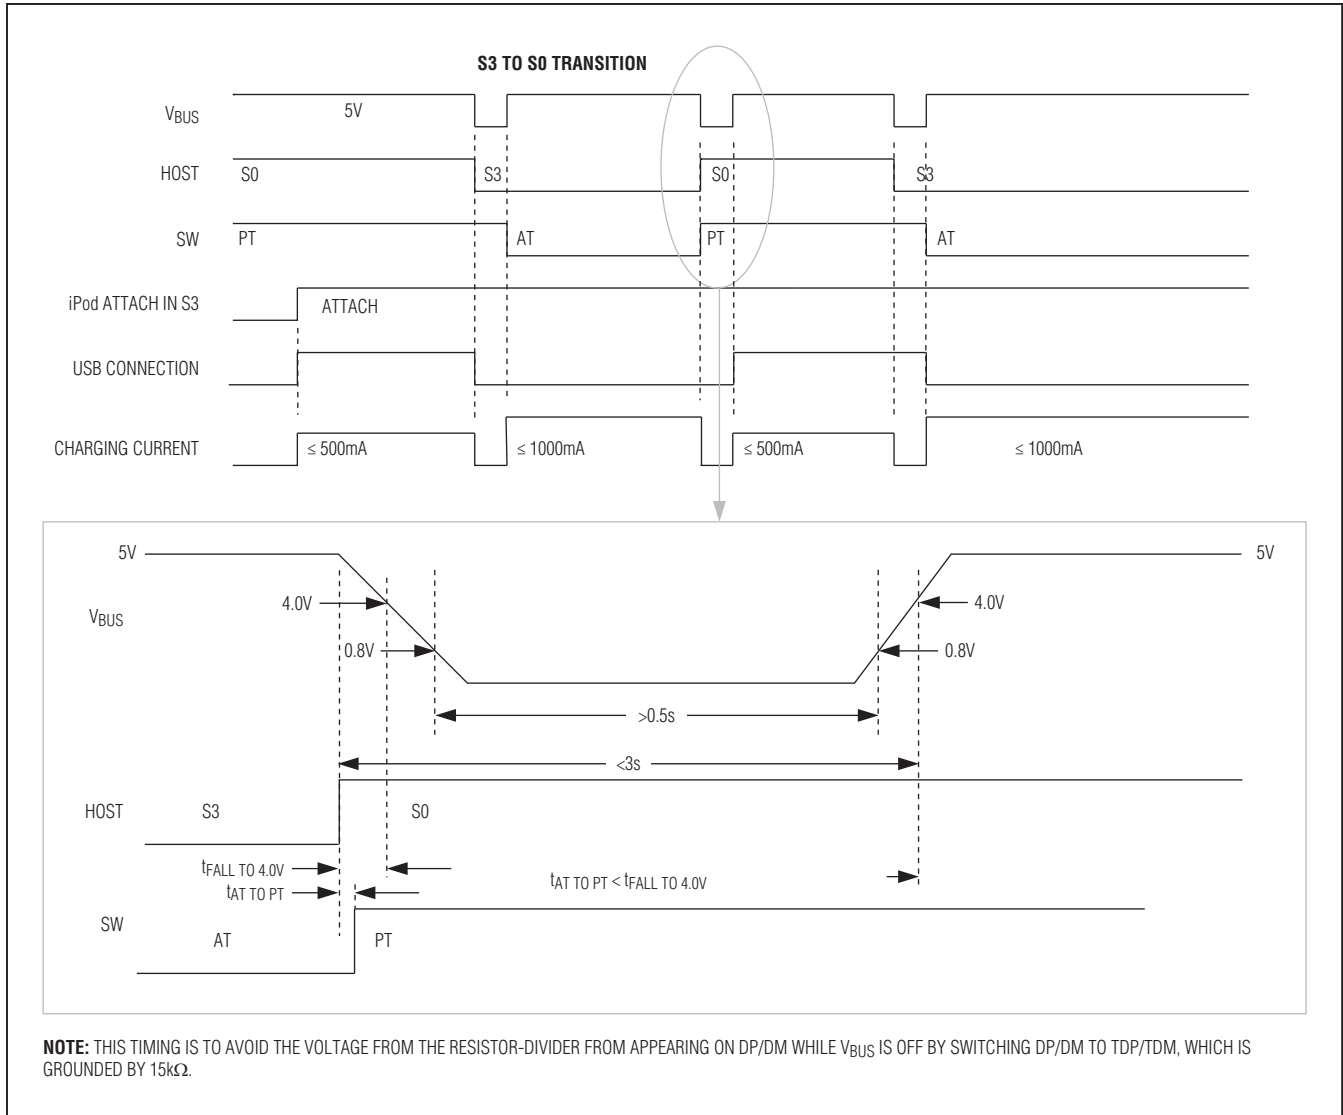 S3 TO S0 TRANSITION
VBUS
5V
HOST
S0
S3
S0
S3
SW
PT
AT
PT
AT
iPod ATTACH IN S3
ATTACH
USB CONNECTION
CHARGING CURRENT
≤ 500mA
≤ 1000mA
≤ 500mA
≤ 1000mA
5V
5V
VBUS
4.0V
4.0V
0.8V
0.8V
>0.5s
<3s
HOST
S3
S0
tFALL TO 4.0V
tAT TO PT
tAT TO PT < tFALL TO 4.0V
SW
AT
PT
NOTE: THIS TIMING IS TO AVOID THE VOLTAGE FROM THE RESISTOR-DIVIDER FROM APPEARING ON DP/DM WHILE VBUS IS OFF BY SWITCHING DP/DM TO TDP/TDM, WHICH IS
GROUNDED BY 15kΩ.